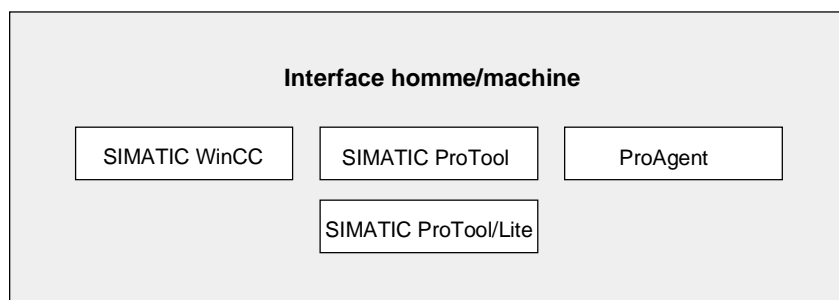 Interface homme/machine
SIMATIC WinCC
SIMATIC ProTool
ProAgent
SIMATIC ProTool/Lite